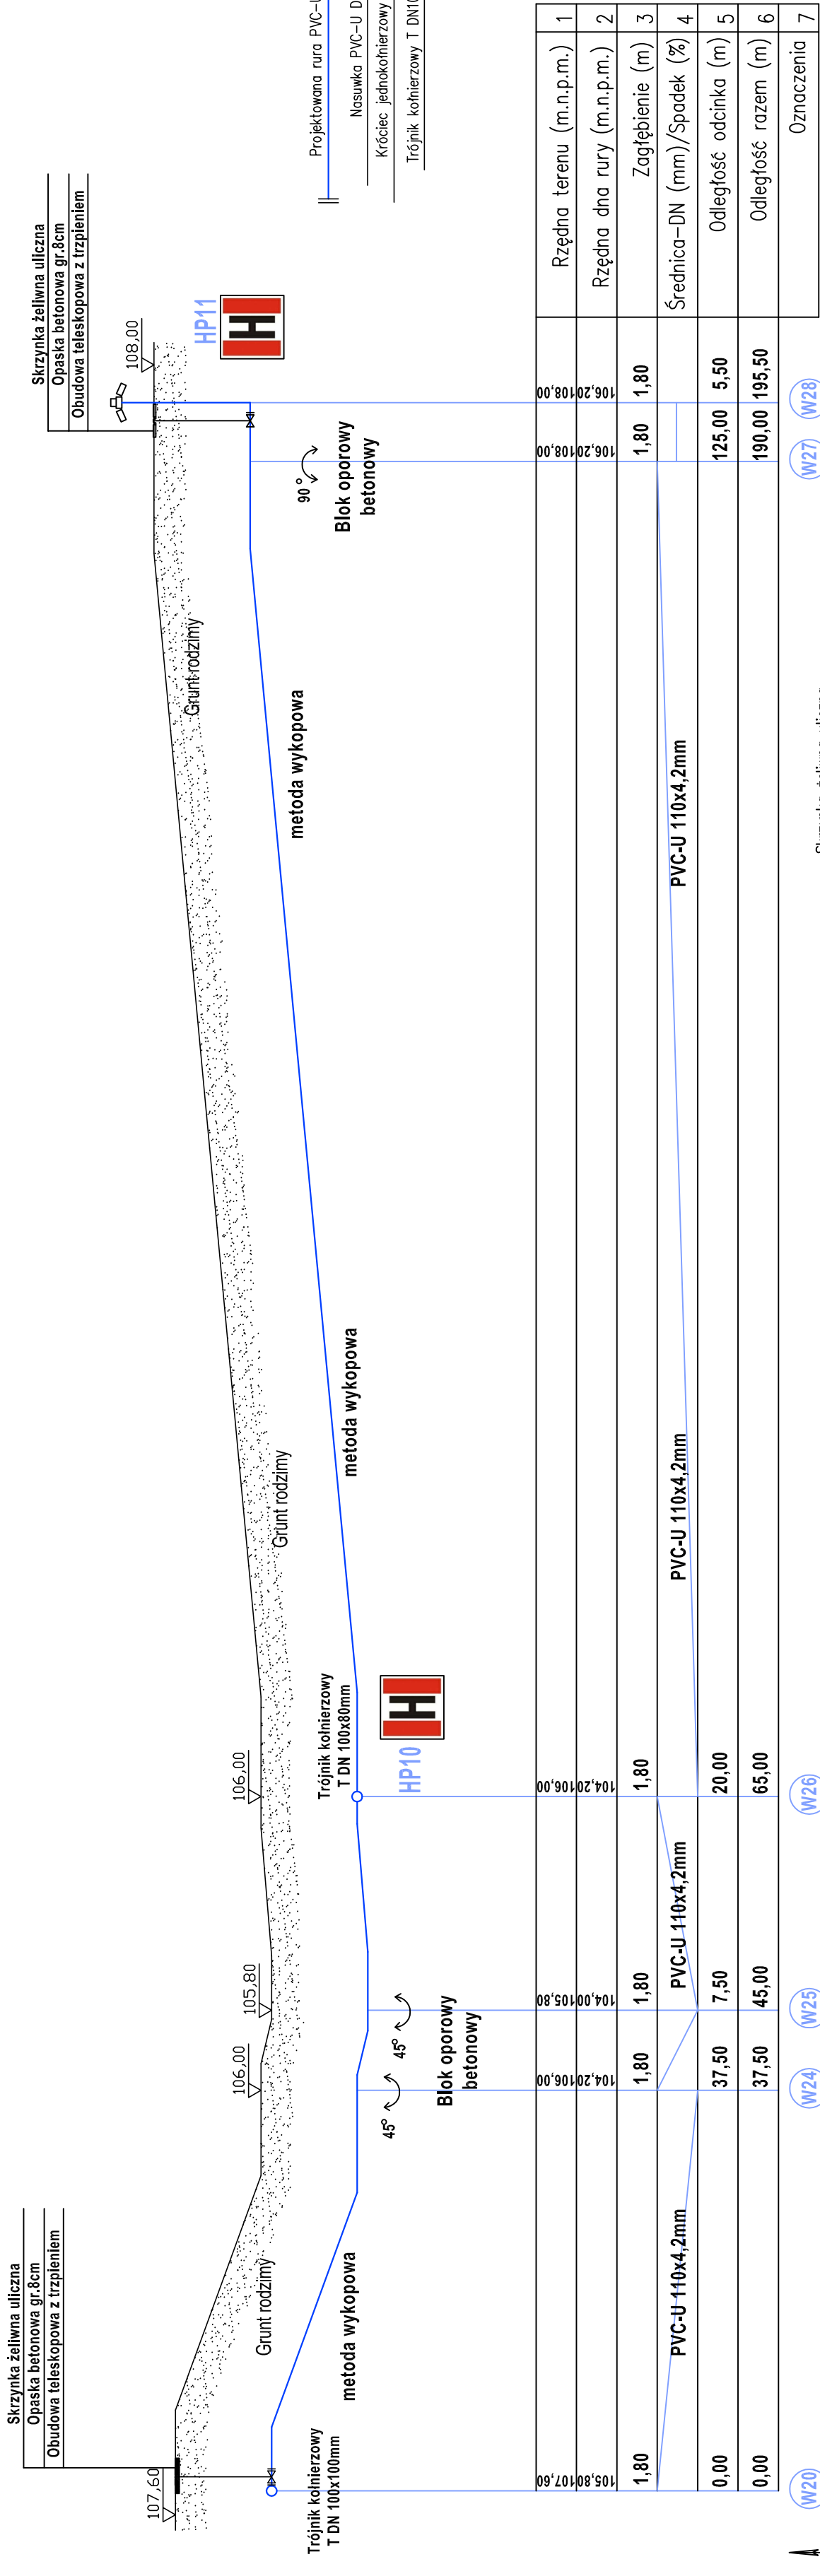 Skrzynka żeliwna uliczna
Opaska betonowa gr.8cm
Obudowa teleskopowa z trzpieniem
107,60
Trójnik kołnierzowy
T DN 100x100mm
Grunt rodzimy
metoda wykopowa
106,00
105,80
106,00
45°
45°
Blok oporowy
betonowy
Trójnik kołnierzowy
T DN 100x80mm
HP10
H
Grunt rodzimy
metoda wykopowa
Grunt rodzimy
metoda wykopowa
Skrzynka żeliwna uliczna
Opaska betonowa gr.8cm
Obudowa teleskopowa z trzpieniem
108,00
HP11
H
90°
Blok oporowy
betonowy
Projektowana rura PVC-U
Nasuwka PVC-U D
Króciec jednokołnierzowy
Trójnik kołnierzowy T DN10
107,60 106,00 105,80 106,00 108,00 108,00 Rzędna terenu (m.n.p.m.) 1
105,80 104,20 104,00 104,20 106,20 106,20 Rzędna dna rury (m.n.p.m.) 2
1,80 1,80 1,80 1,80 1,80 1,80 Zagłębienie (m) 3
PVC-U 110x4,2mm PVC-U 110x4,2mm PVC-U 110x4,2mm PVC-U 110x4,2mm Średnica-DN (mm)/Spadek (%) 4
0,00 37,50 7,50 20,00 125,00 5,50 Odległość odcinka (m) 5
0,00 37,50 45,00 65,00 190,00 195,50 Odległość razem (m) 6
W20 W24 W25 W26 W27 W28 Oznaczenia 7